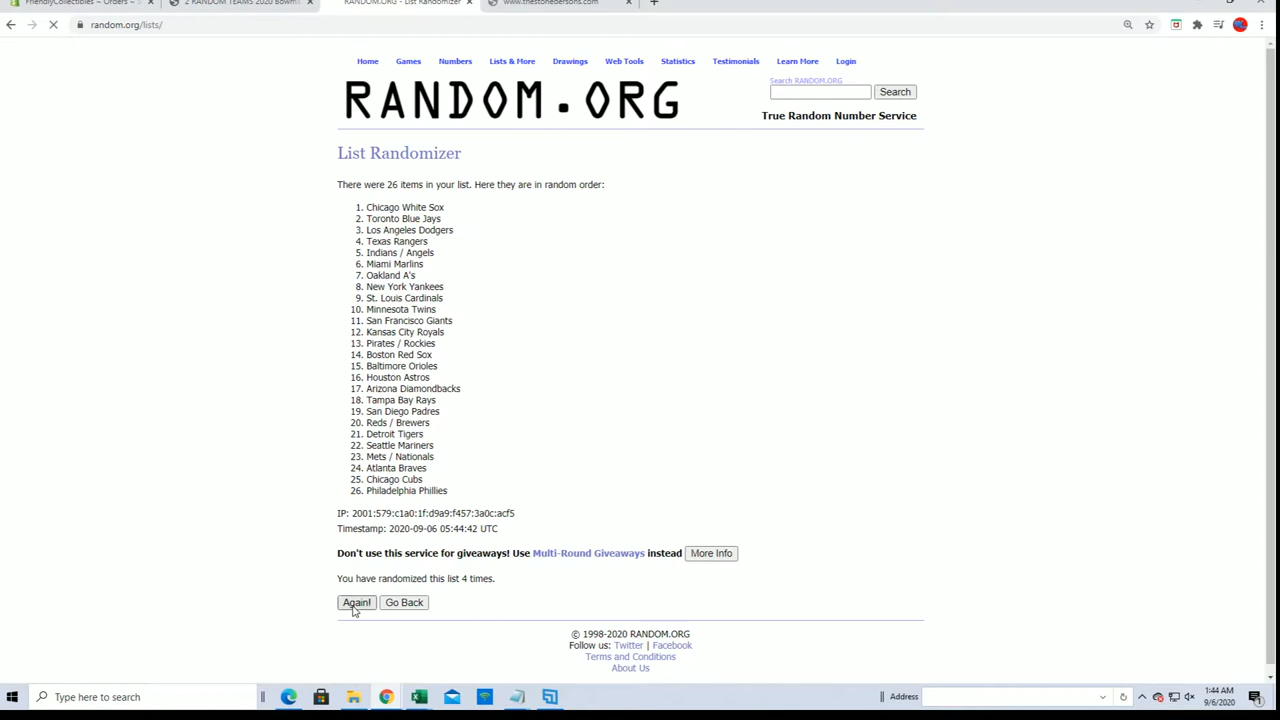 FriendlyCollectibles ~ Orders ~
2 RANDOM TEAMS 2020 Bowm
RANDOM.ORG - List Randomizer
www.thestonedersons.com
random.org/lists/
Home Games Numbers Lists & More Drawings Web Tools Statistics Testimonials Learn More Login
RANDOM.ORG
Search RANDOM.ORG
Search
True Random Number Service
List Randomizer
There were 26 items in your list. Here they are in random order:
1. Chicago White Sox
2. Toronto Blue Jays
3. Los Angeles Dodgers
4. Texas Rangers
5. Indians / Angels
6. Miami Marlins
7. Oakland A's
8. New York Yankees
9. St. Louis Cardinals
10. Minnesota Twins
11. San Francisco Giants
12. Kansas City Royals
13. Pirates / Rockies
14. Boston Red Sox
15. Baltimore Orioles
16. Houston Astros
17. Arizona Diamondbacks
18. Tampa Bay Rays
19. San Diego Padres
20. Reds / Brewers
21. Detroit Tigers
22. Seattle Mariners
23. Mets / Nationals
24. Atlanta Braves
25. Chicago Cubs
26. Philadelphia Phillies
IP: 2001:579:c1a0:1f:d9a9:f457:3a0c:acf5
Timestamp: 2020-09-06 05:44:42 UTC
Don't use this service for giveaways! Use Multi-Round Giveaways instead More Info
You have randomized this list 4 times.
Again! Go Back
© 1998-2020 RANDOM.ORG
Follow us: Twitter | Facebook
Terms and Conditions
About Us
Type here to search
Address
1:44 AM
9/6/2020